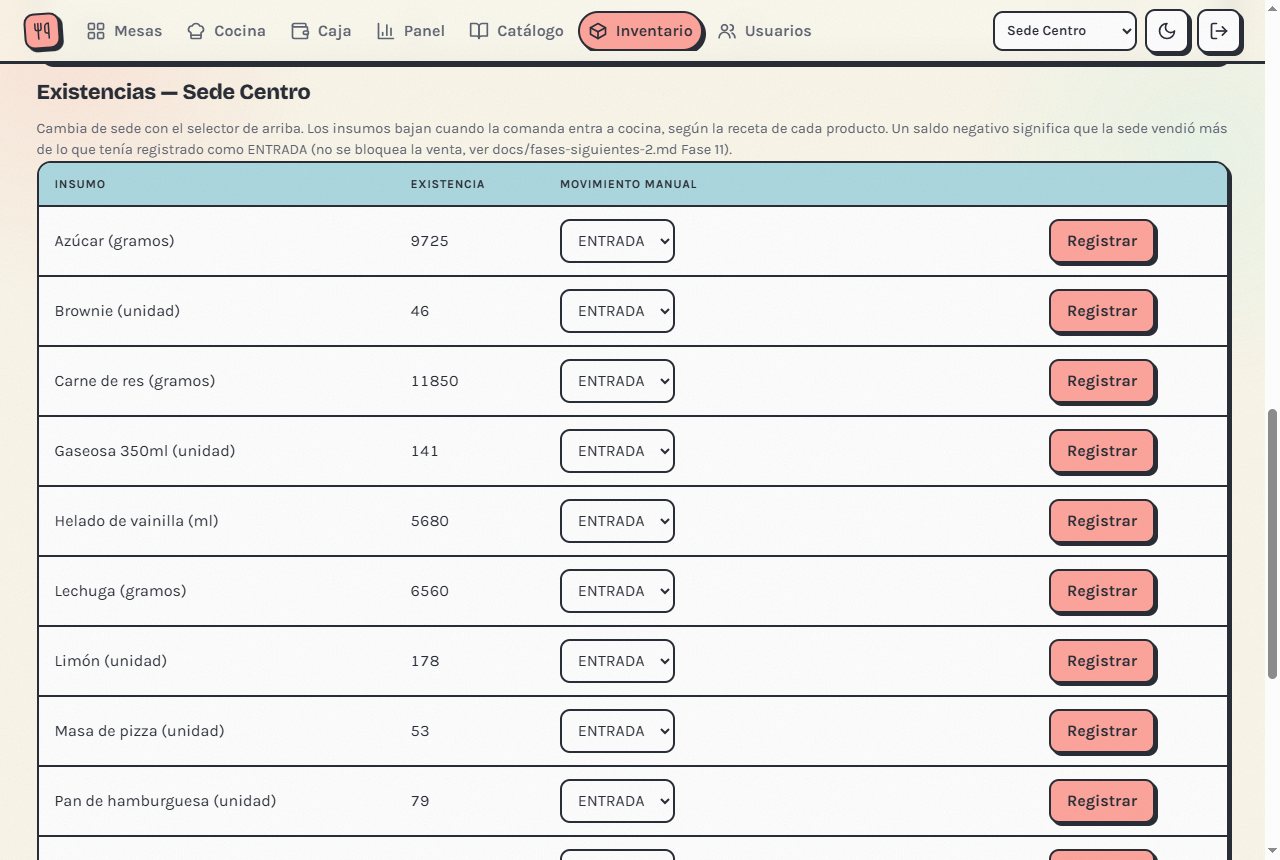 Mesas Cocina Caja Panel Catálogo Inventario Usuarios Sede Centro
Existencias — Sede Centro
Cambia de sede con el selector de arriba. Los insumos bajan cuando la comanda entra a cocina, según la receta de cada producto. Un saldo negativo significa que la sede vendió más
de lo que tenía registrado como ENTRADA (no se bloquea la venta, ver docs/fases-siguientes-2.md Fase 11).
INSUMO EXISTENCIA MOVIMIENTO MANUAL
Azúcar (gramos) 9725 ENTRADA Registrar
Brownie (unidad) 46 ENTRADA Registrar
Carne de res (gramos) 11850 ENTRADA Registrar
Gaseosa 350ml (unidad) 141 ENTRADA Registrar
Helado de vainilla (ml) 5680 ENTRADA Registrar
Lechuga (gramos) 6560 ENTRADA Registrar
Limón (unidad) 178 ENTRADA Registrar
Masa de pizza (unidad) 53 ENTRADA Registrar
Pan de hamburguesa (unidad) 79 ENTRADA Registrar